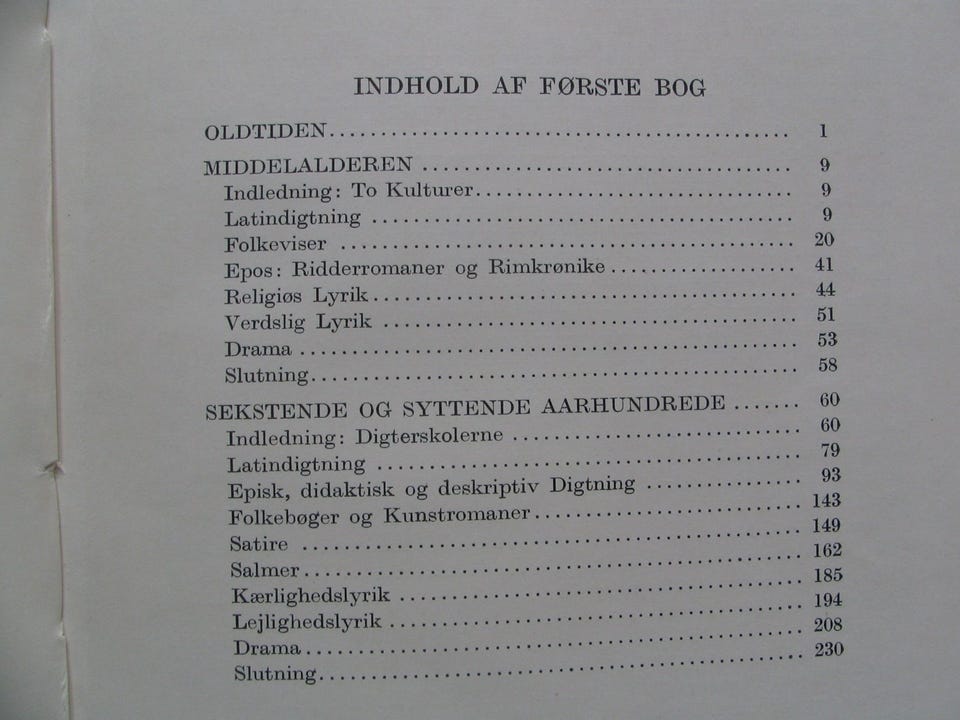 INDHOLD AF FØRSTE BOG
OLDTIDEN............................................. 1
MIDDELALDEREN .................................... 9
Indledning: To Kulturer............................... 9
Latindigtning ......................................... 9
Folkeviser ............................................ 20
Epos: Ridderromaner og Rimkrønike .................. 41
Religiøs Lyrik......................................... 44
Verdslig Lyrik ........................................ 51
Drama ................................................ 53
Slutning............................................... 58
SEKSTENDE OG SYTTENDE AARHUNDREDE ....... 60
Indledning: Digterskolerne ............................ 60
Latindigtning ......................................... 79
Episk, didaktisk og deskriptiv Digtning ............... 93
Folkebøger og Kunstromaner.......................... 143
Satire ................................................ 149
Salmer................................................ 162
Kærlighedslyrik ....................................... 185
Lejlighedslyrik ........................................ 194
Drama................................................ 208
Slutning............................................... 230